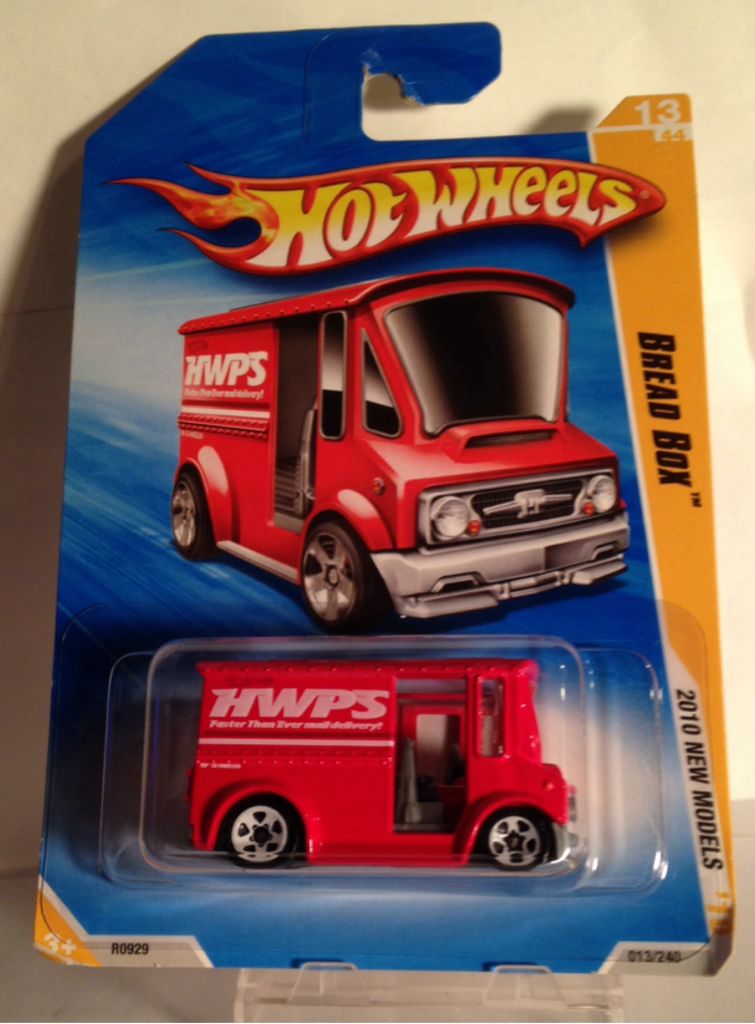 13
44
HOT WHEELS®
BREAD BOX™
HWPS
Faster Than Ever mail delivery!
2010 NEW MODELS
HWPS
Faster Than Ever mail delivery!
'10
3+
R0929
013/240